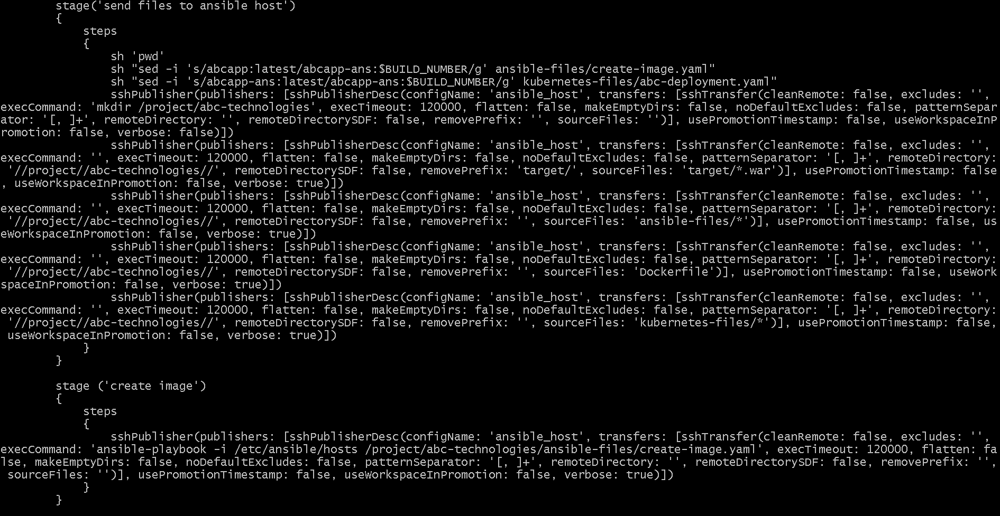 stage('send files to ansible host')
        {
            steps
            {
                sh 'pwd'
                sh "sed -i 's/abcapp:latest/abcapp-ans:$BUILD_NUMBER/g' ansible-files/create-image.yaml"
                sh "sed -i 's/abcapp-ans:latest/abcapp-ans:$BUILD_NUMBER/g' kubernetes-files/abc-deployment.yaml"
                sshPublisher(publishers: [sshPublisherDesc(configName: 'ansible_host', transfers: [sshTransfer(cleanRemote: false, excludes: '',
execCommand: 'mkdir /project/abc-technologies', execTimeout: 120000, flatten: false, makeEmptyDirs: false, noDefaultExcludes: false, patternSepar
ator: '[, ]+', remoteDirectory: '', remoteDirectorySDF: false, removePrefix: '', sourceFiles: '')], usePromotionTimestamp: false, useWorkspaceInP
romotion: false, verbose: false)])
                sshPublisher(publishers: [sshPublisherDesc(configName: 'ansible_host', transfers: [sshTransfer(cleanRemote: false, excludes: '',
execCommand: '', execTimeout: 120000, flatten: false, makeEmptyDirs: false, noDefaultExcludes: false, patternSeparator: '[, ]+', remoteDirectory:
 '//project//abc-technologies//', remoteDirectorySDF: false, removePrefix: 'target/', sourceFiles: 'target/*.war')], usePromotionTimestamp: false
, useWorkspaceInPromotion: false, verbose: true)])
                sshPublisher(publishers: [sshPublisherDesc(configName: 'ansible_host', transfers: [sshTransfer(cleanRemote: false, excludes: '',
execCommand: '', execTimeout: 120000, flatten: false, makeEmptyDirs: false, noDefaultExcludes: false, patternSeparator: '[, ]+', remoteDirectory:
 '//project//abc-technologies//', remoteDirectorySDF: false, removePrefix: '', sourceFiles: 'ansible-files/*')], usePromotionTimestamp: false, us
eWorkspaceInPromotion: false, verbose: true)])
                sshPublisher(publishers: [sshPublisherDesc(configName: 'ansible_host', transfers: [sshTransfer(cleanRemote: false, excludes: '',
execCommand: '', execTimeout: 120000, flatten: false, makeEmptyDirs: false, noDefaultExcludes: false, patternSeparator: '[, ]+', remoteDirectory:
 '//project//abc-technologies//', remoteDirectorySDF: false, removePrefix: '', sourceFiles: 'Dockerfile')], usePromotionTimestamp: false, useWork
spaceInPromotion: false, verbose: true)])
                sshPublisher(publishers: [sshPublisherDesc(configName: 'ansible_host', transfers: [sshTransfer(cleanRemote: false, excludes: '',
execCommand: '', execTimeout: 120000, flatten: false, makeEmptyDirs: false, noDefaultExcludes: false, patternSeparator: '[, ]+', remoteDirectory:
 '//project//abc-technologies//', remoteDirectorySDF: false, removePrefix: '', sourceFiles: 'kubernetes-files/*')], usePromotionTimestamp: false,
 useWorkspaceInPromotion: false, verbose: true)])
            }
        }

        stage ('create image')
        {
            steps
            {
                sshPublisher(publishers: [sshPublisherDesc(configName: 'ansible_host', transfers: [sshTransfer(cleanRemote: false, excludes: '',
execCommand: 'ansible-playbook -i /etc/ansible/hosts /project/abc-technologies/ansible-files/create-image.yaml', execTimeout: 120000, flatten: fa
lse, makeEmptyDirs: false, noDefaultExcludes: false, patternSeparator: '[, ]+', remoteDirectory: '', remoteDirectorySDF: false, removePrefix: '',
 sourceFiles: '')], usePromotionTimestamp: false, useWorkspaceInPromotion: false, verbose: true)])
            }
        }